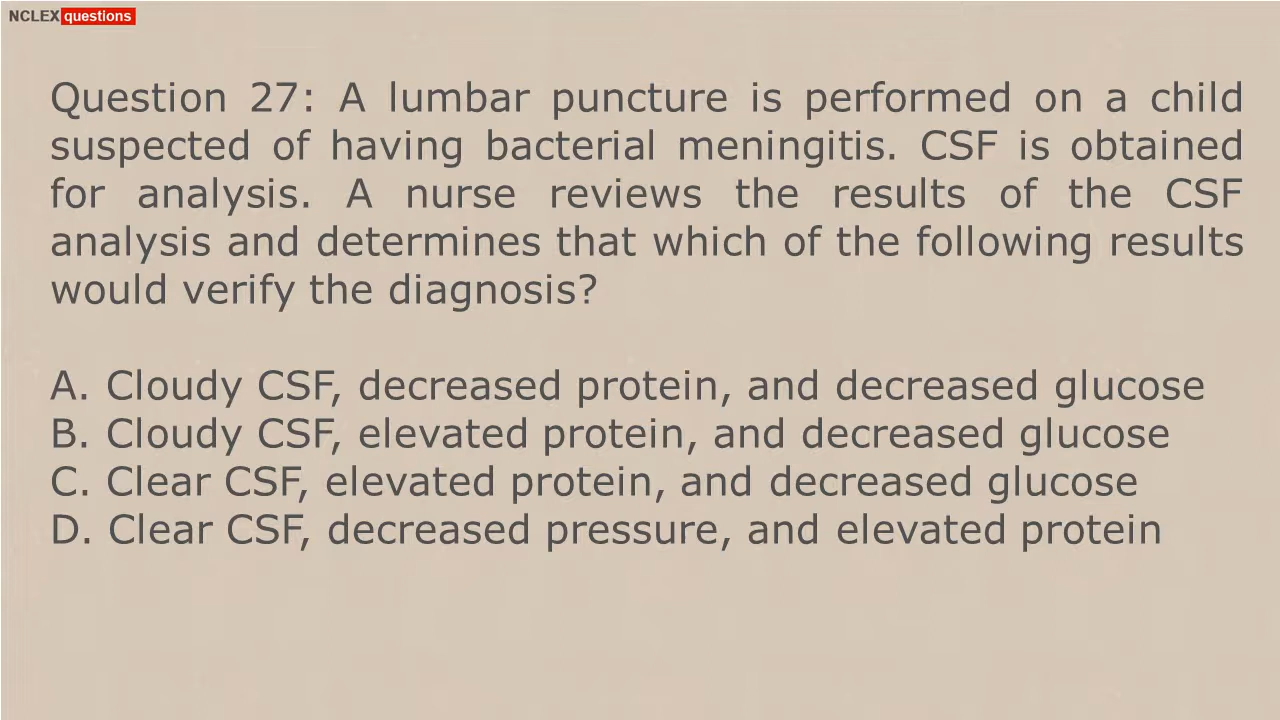 NCLEX questions
Question 27: A lumbar puncture is performed on a child
suspected of having bacterial meningitis. CSF is obtained
for analysis. A nurse reviews the results of the CSF
analysis and determines that which of the following results
would verify the diagnosis?
A. Cloudy CSF, decreased protein, and decreased glucose
B. Cloudy CSF, elevated protein, and decreased glucose
C. Clear CSF, elevated protein, and decreased glucose
D. Clear CSF, decreased pressure, and elevated protein